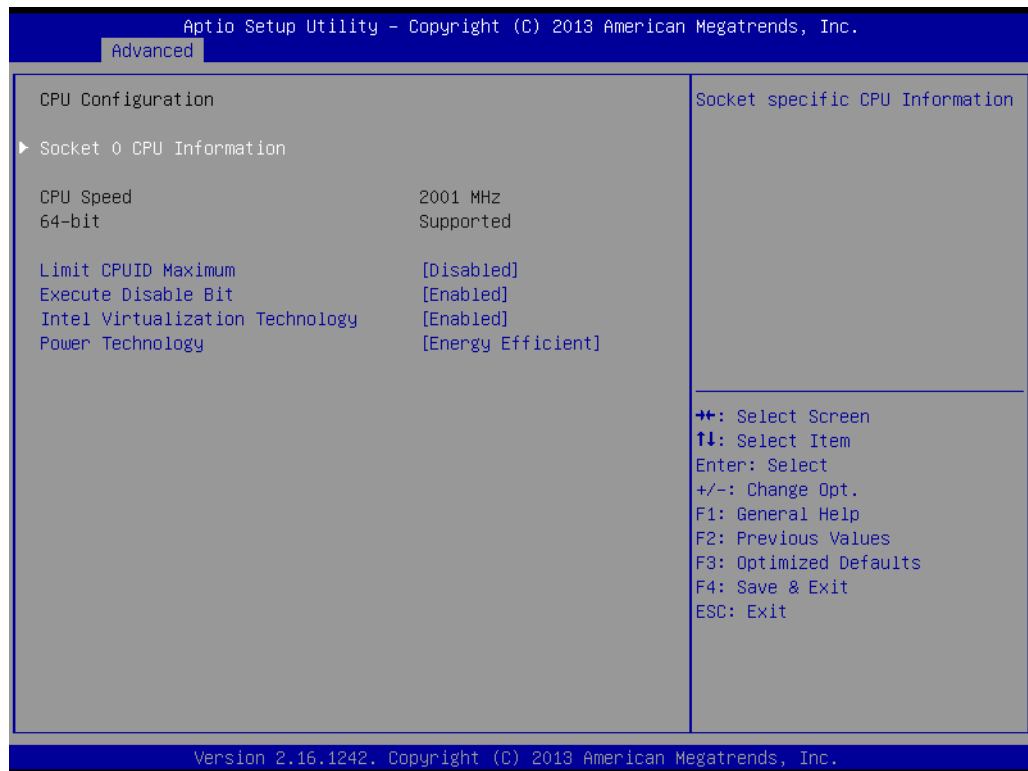 Aptio Setup Utility – Copyright (C) 2013 American Megatrends, Inc.
Advanced
CPU Configuration
Socket 0 CPU Information
CPU Speed 2001 MHz
64-bit Supported
Limit CPUID Maximum [Disabled]
Execute Disable Bit [Enabled]
Intel Virtualization Technology [Enabled]
Power Technology [Energy Efficient]
Socket specific CPU Information
→←: Select Screen
↑↓: Select Item
Enter: Select
+/-: Change Opt.
F1: General Help
F2: Previous Values
F3: Optimized Defaults
F4: Save & Exit
ESC: Exit
Version 2.16.1242. Copyright (C) 2013 American Megatrends, Inc.